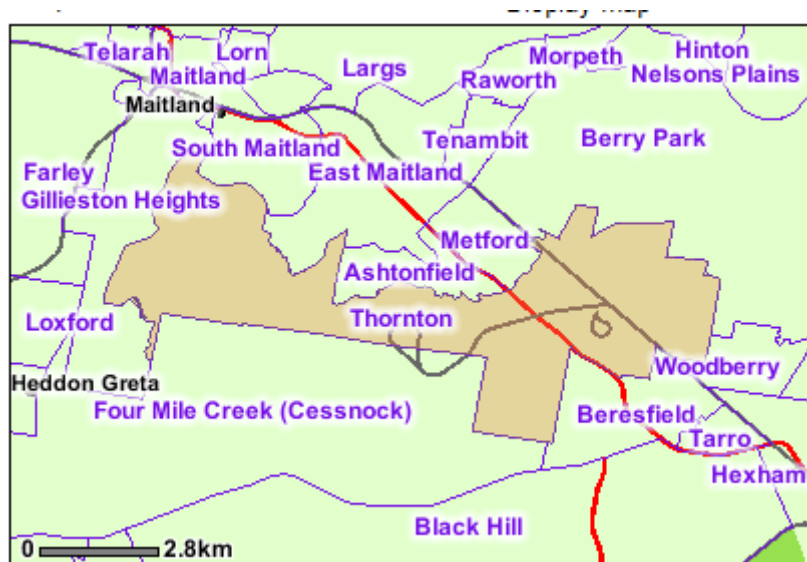 Display Map
Telarah
Lorn
Maitland
Maitland
Largs
Morpeth
Raworth
Hinton
Nelsons Plains
South Maitland
Tenambit
Berry Park
East Maitland
Farley
Gillieston Heights
Metford
Ashtonfield
Loxford
Thornton
Woodberry
Heddon Greta
Four Mile Creek (Cessnock)
Beresfield
Tarro
Hexham
Black Hill
0 2.8km